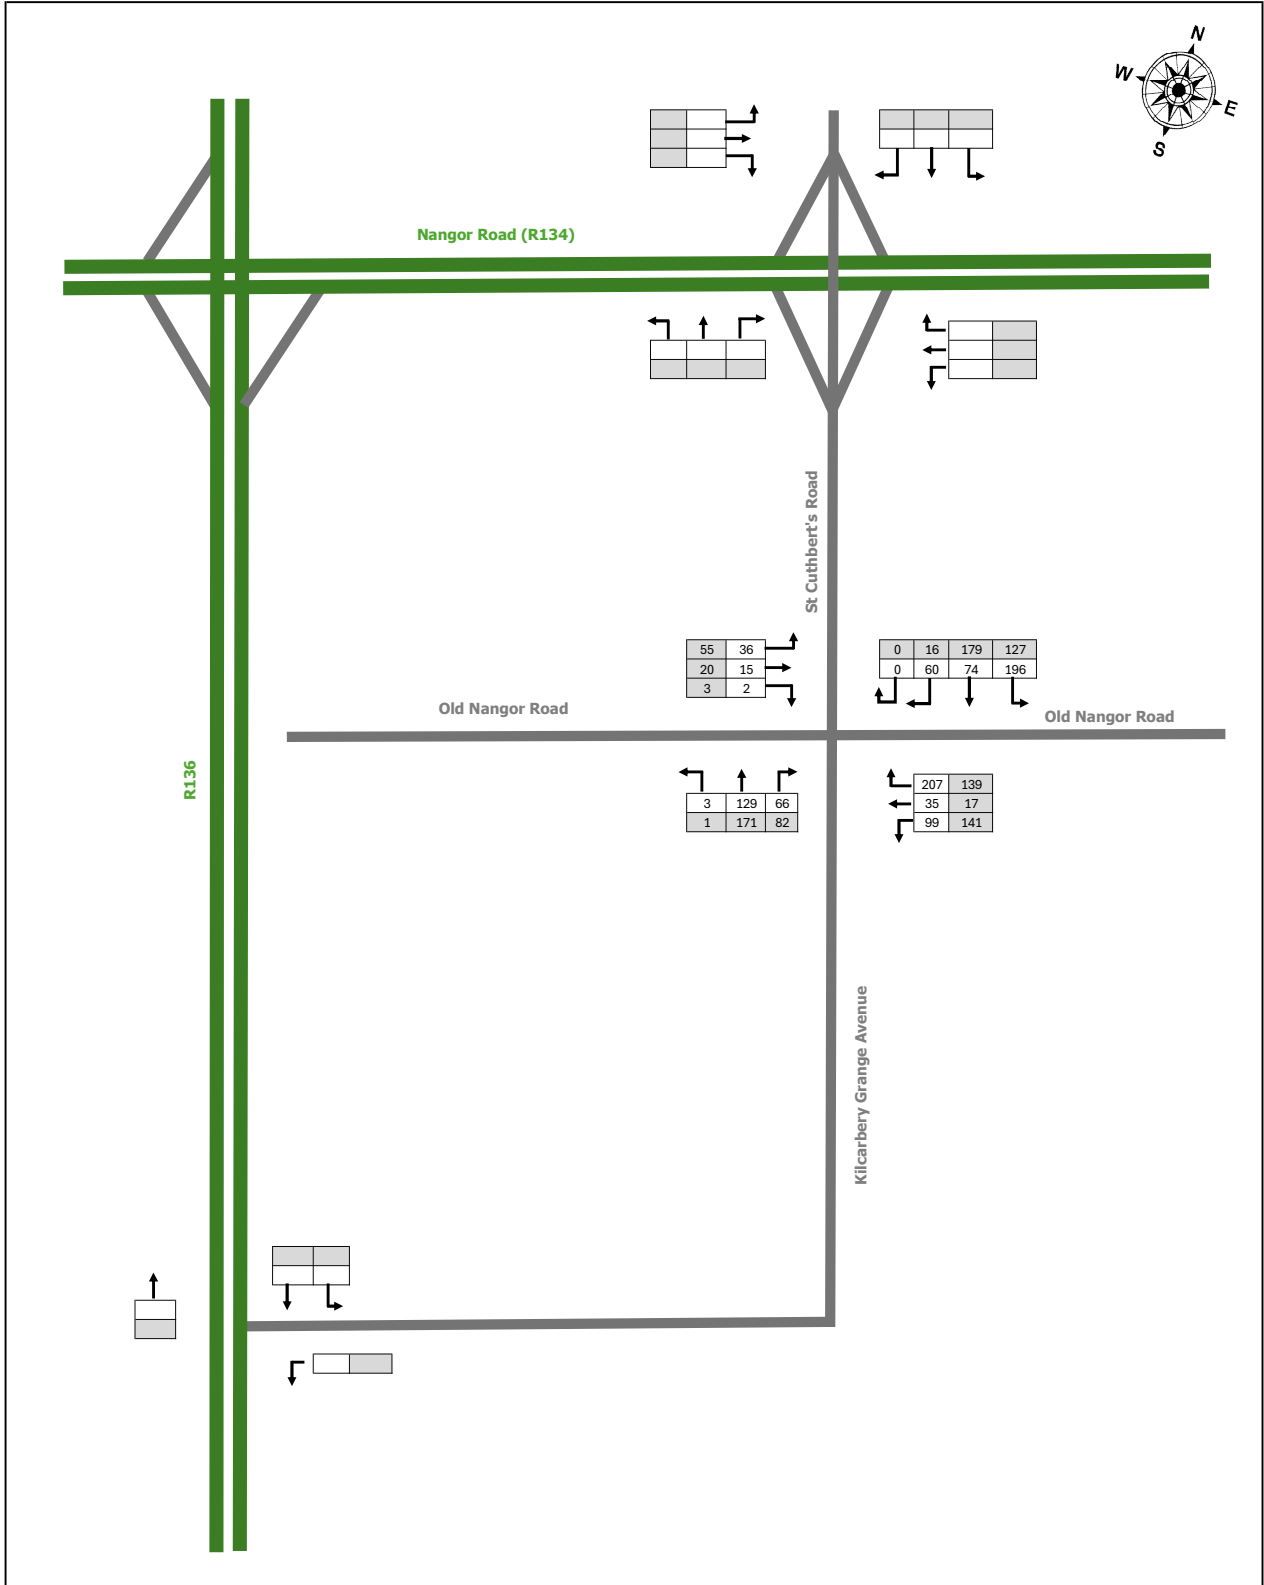 N
W
E
S
Nangor Road (R134)
St Cuthbert's Road
55 36
20 15
3 2
0 16 179 127
0 60 74 196
Old Nangor Road
Old Nangor Road
R136
3 129 66
1 171 82
207 139
35 17
99 141
Kilcarbery Grange Avenue